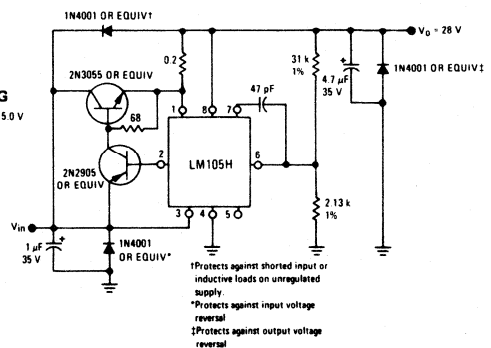 1N4001 OR EQUIV†
V₀ = 28 V
0.2
31 k
1%
2N3055 OR EQUIV
4.7 µF
35 V
1N4001 OR EQUIV‡
G
5.0 V
47 pF
68
1
8
7
2N2905
OR EQUIV
2
LM105H
6
3
4
5
2.13 k
1%
Vin
1 µF
35 V
1N4001
OR EQUIV*
†Protects against shorted input or
inductive loads on unregulated
supply.
*Protects against input voltage
reversal
‡Protects against output voltage
reversal